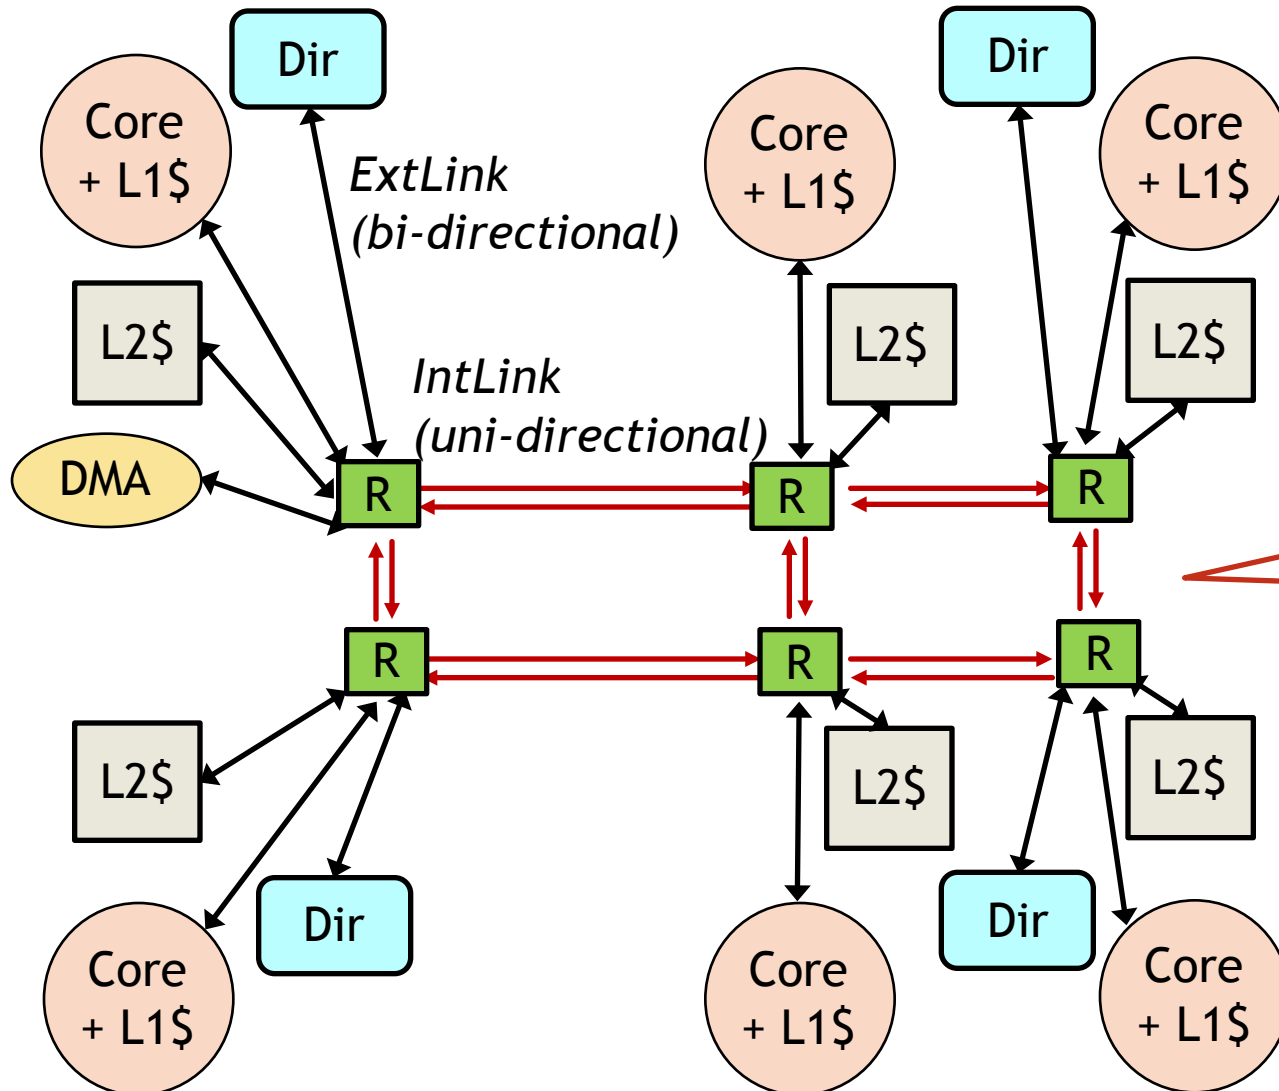 Dir
Dir
Core
+ L1$
Core
+ L1$
Core
+ L1$
ExtLink
(bi-directional)
L2$
L2$
L2$
IntLink
(uni-directional)
DMA
R
R
R
R
R
R
L2$
L2$
L2$
Dir
Dir
Core
+ L1$
Core
+ L1$
Core
+ L1$